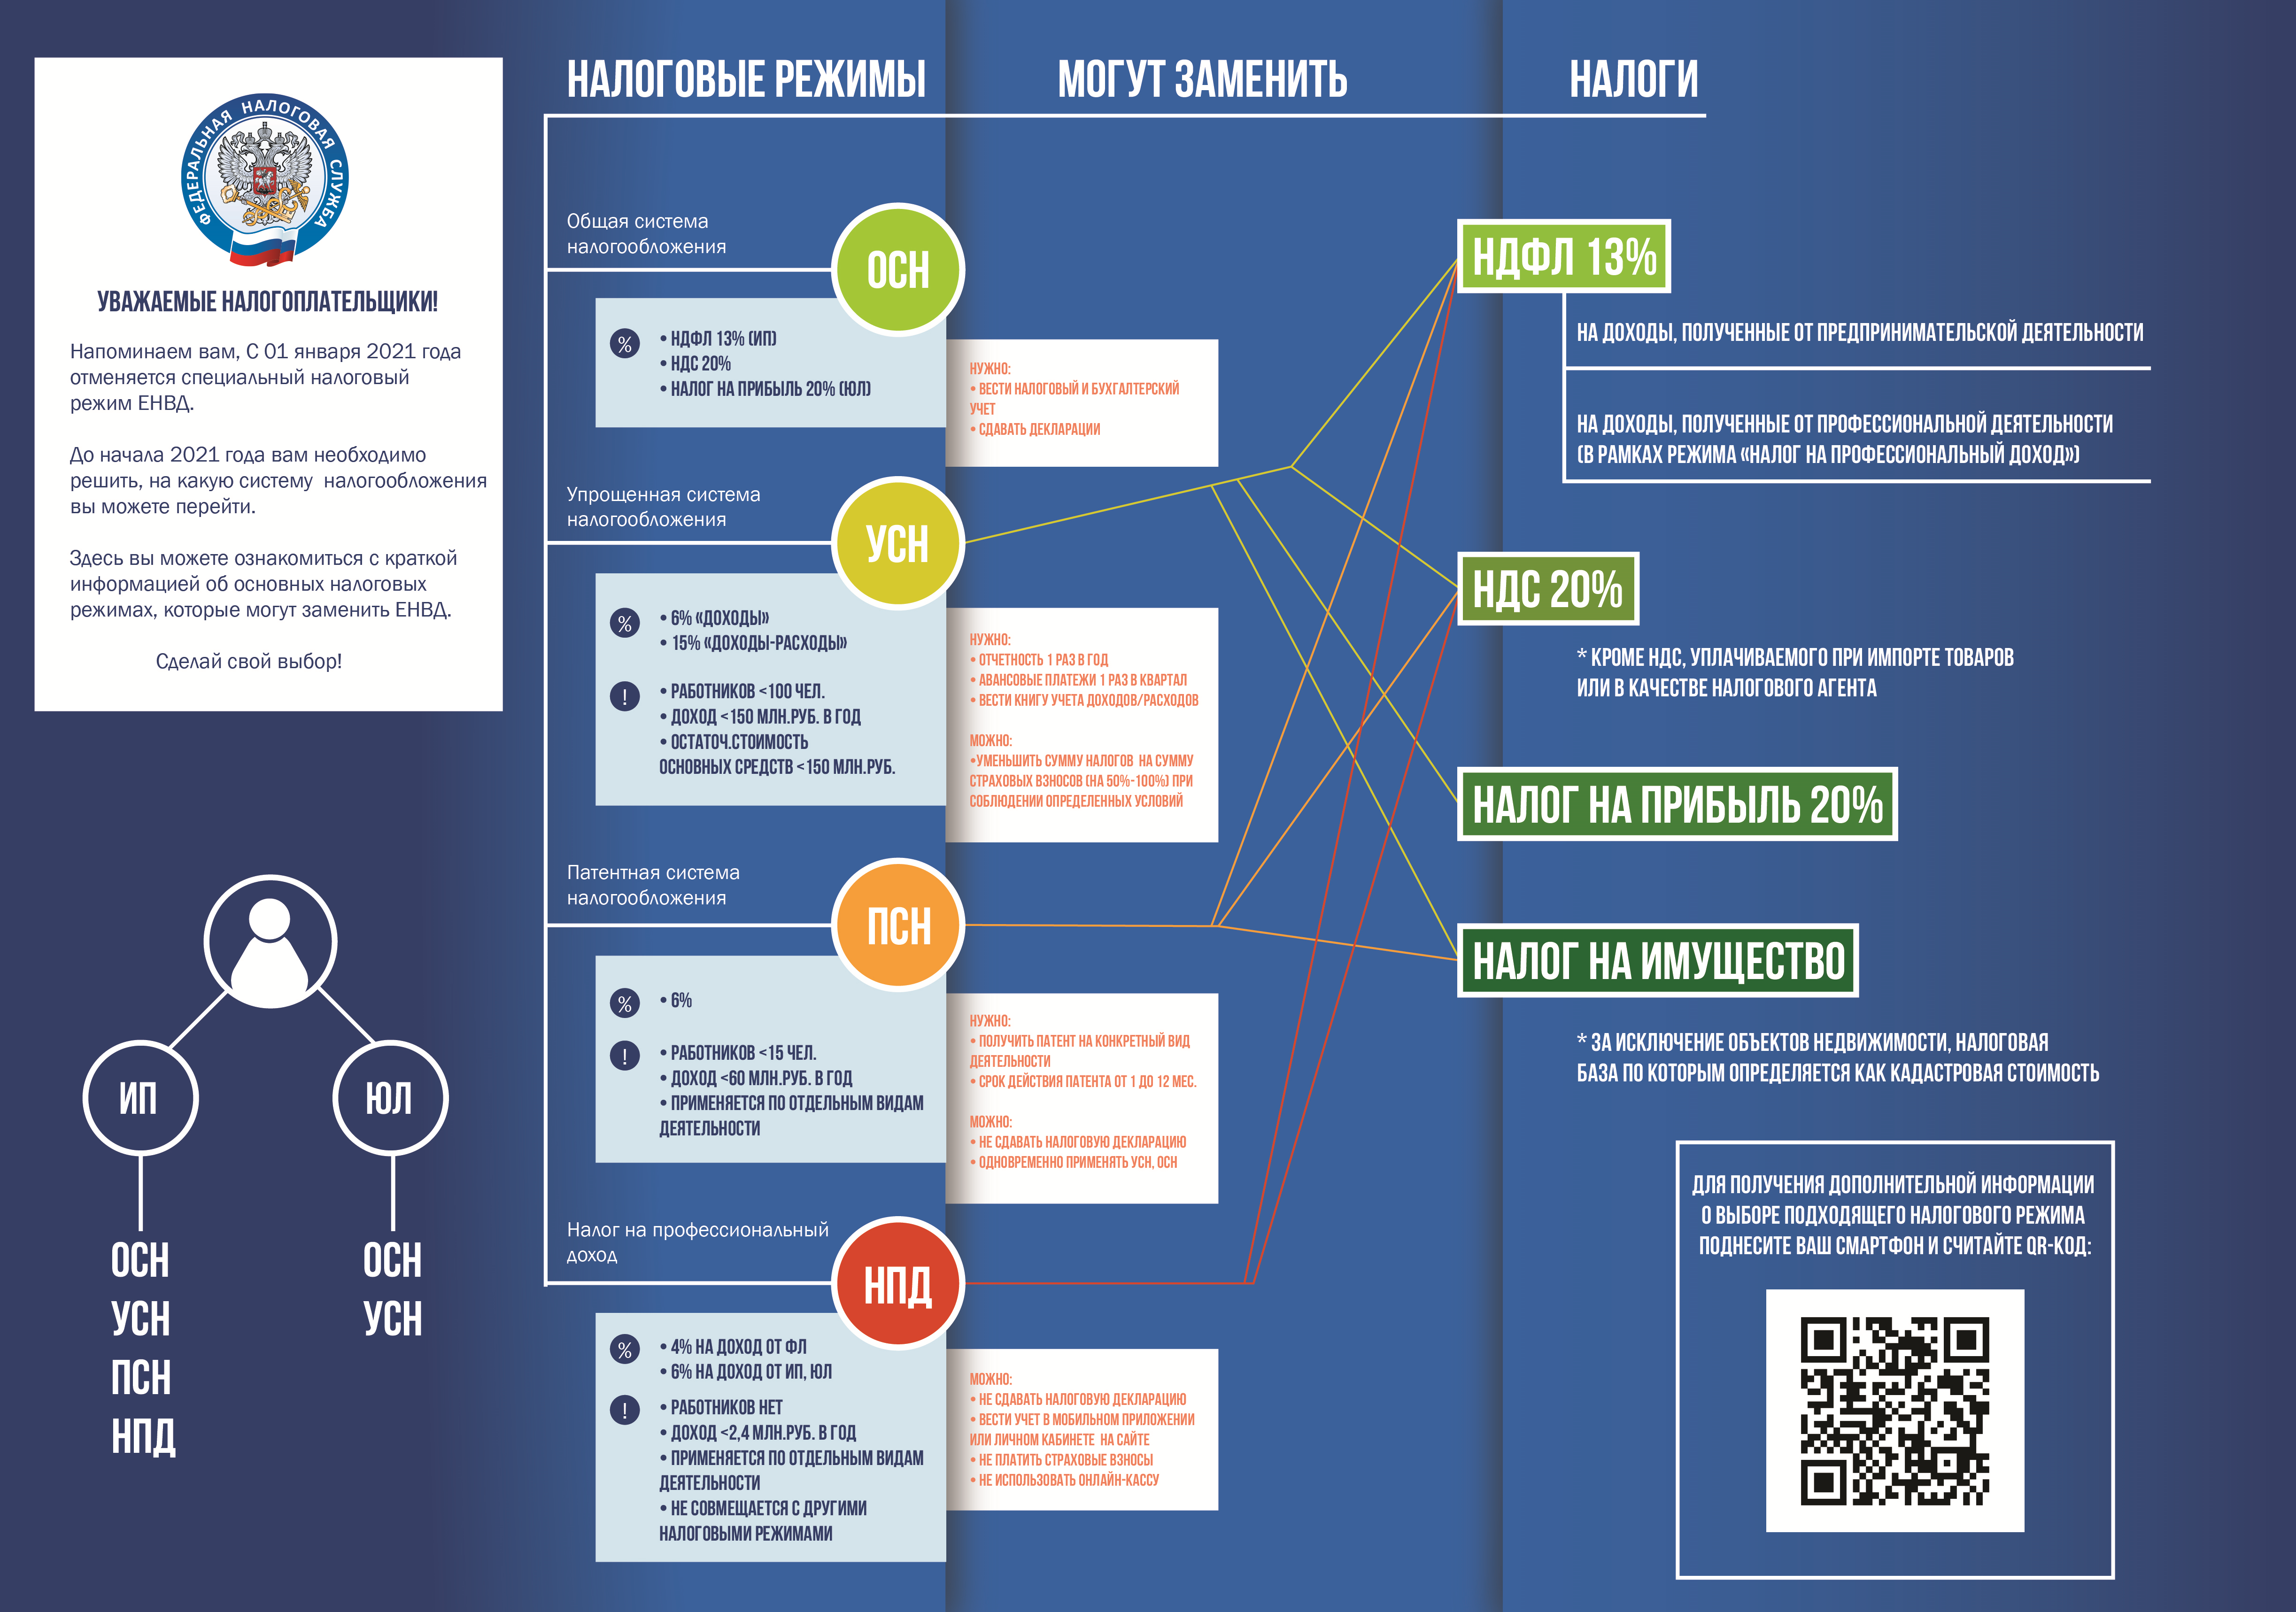 ФЕДЕРАЛЬНАЯ НАЛОГОВАЯ СЛУЖБА
УВАЖАЕМЫЕ НАЛОГОПЛАТЕЛЬЩИКИ!
Напоминаем вам, С 01 января 2021 года
отменяется специальный налоговый
режим ЕНВД.
До начала 2021 года вам необходимо
решить, на какую систему налогообложения
вы можете перейти.
Здесь вы можете ознакомиться с краткой
информацией об основных налоговых
режимах, которые могут заменить ЕНВД.
Сделай свой выбор!
ИП
ОСН
УСН
ПСН
НПД
ЮЛ
ОСН
УСН
НАЛОГОВЫЕ РЕЖИМЫ
МОГУТ ЗАМЕНИТЬ
НАЛОГИ
Общая система
налогообложения
ОСН
%
• НДФЛ 13% (ИП)
• НДС 20%
• НАЛОГ НА ПРИБЫЛЬ 20% (ЮЛ)
НУЖНО:
• ВЕСТИ НАЛОГОВЫЙ И БУХГАЛТЕРСКИЙ
УЧЕТ
• СДАВАТЬ ДЕКЛАРАЦИИ
Упрощенная система
налогообложения
УСН
%
• 6% «ДОХОДЫ»
• 15% «ДОХОДЫ-РАСХОДЫ»
!
• РАБОТНИКОВ <100 ЧЕЛ.
• ДОХОД <150 МЛН.РУБ. В ГОД
• ОСТАТОЧ.СТОИМОСТЬ
ОСНОВНЫХ СРЕДСТВ <150 МЛН.РУБ.
НУЖНО:
• ОТЧЕТНОСТЬ 1 РАЗ В ГОД
• АВАНСОВЫЕ ПЛАТЕЖИ 1 РАЗ В КВАРТАЛ
• ВЕСТИ КНИГУ УЧЕТА ДОХОДОВ/РАСХОДОВ
МОЖНО:
•УМЕНЬШИТЬ СУММУ НАЛОГОВ НА СУММУ
СТРАХОВЫХ ВЗНОСОВ (НА 50%-100%) ПРИ
СОБЛЮДЕНИИ ОПРЕДЕЛЕННЫХ УСЛОВИЙ
Патентная система
налогообложения
ПСН
%
• 6%
!
• РАБОТНИКОВ <15 ЧЕЛ.
• ДОХОД <60 МЛН.РУБ. В ГОД
• ПРИМЕНЯЕТСЯ ПО ОТДЕЛЬНЫМ ВИДАМ
ДЕЯТЕЛЬНОСТИ
НУЖНО:
• ПОЛУЧИТЬ ПАТЕНТ НА КОНКРЕТНЫЙ ВИД
ДЕЯТЕЛЬНОСТИ
• СРОК ДЕЙСТВИЯ ПАТЕНТА ОТ 1 ДО 12 МЕС.
МОЖНО:
• НЕ СДАВАТЬ НАЛОГОВУЮ ДЕКЛАРАЦИЮ
• ОДНОВРЕМЕННО ПРИМЕНЯТЬ УСН, ОСН
Налог на профессиональный
доход
НПД
%
• 4% НА ДОХОД ОТ ФЛ
• 6% НА ДОХОД ОТ ИП, ЮЛ
!
• РАБОТНИКОВ НЕТ
• ДОХОД <2,4 МЛН.РУБ. В ГОД
• ПРИМЕНЯЕТСЯ ПО ОТДЕЛЬНЫМ ВИДАМ
ДЕЯТЕЛЬНОСТИ
• НЕ СОВМЕЩАЕТСЯ С ДРУГИМИ
НАЛОГОВЫМИ РЕЖИМАМИ
МОЖНО:
• НЕ СДАВАТЬ НАЛОГОВУЮ ДЕКЛАРАЦИЮ
• ВЕСТИ УЧЕТ В МОБИЛЬНОМ ПРИЛОЖЕНИИ
ИЛИ ЛИЧНОМ КАБИНЕТЕ НА САЙТЕ
• НЕ ПЛАТИТЬ СТРАХОВЫЕ ВЗНОСЫ
• НЕ ИСПОЛЬЗОВАТЬ ОНЛАЙН-КАССУ
НДФЛ 13%
НА ДОХОДЫ, ПОЛУЧЕННЫЕ ОТ ПРЕДПРИНИМАТЕЛЬСКОЙ ДЕЯТЕЛЬНОСТИ
НА ДОХОДЫ, ПОЛУЧЕННЫЕ ОТ ПРОФЕССИОНАЛЬНОЙ ДЕЯТЕЛЬНОСТИ
(В РАМКАХ РЕЖИМА «НАЛОГ НА ПРОФЕССИОНАЛЬНЫЙ ДОХОД»)
НДС 20%
* КРОМЕ НДС, УПЛАЧИВАЕМОГО ПРИ ИМПОРТЕ ТОВАРОВ
ИЛИ В КАЧЕСТВЕ НАЛОГОВОГО АГЕНТА
НАЛОГ НА ПРИБЫЛЬ 20%
НАЛОГ НА ИМУЩЕСТВО
* ЗА ИСКЛЮЧЕНИЕ ОБЪЕКТОВ НЕДВИЖИМОСТИ, НАЛОГОВАЯ
БАЗА ПО КОТОРЫМ ОПРЕДЕЛЯЕТСЯ КАК КАДАСТРОВАЯ СТОИМОСТЬ
ДЛЯ ПОЛУЧЕНИЯ ДОПОЛНИТЕЛЬНОЙ ИНФОРМАЦИИ
О ВЫБОРЕ ПОДХОДЯЩЕГО НАЛОГОВОГО РЕЖИМА
ПОДНЕСИТЕ ВАШ СМАРТФОН И СЧИТАЙТЕ QR-КОД: